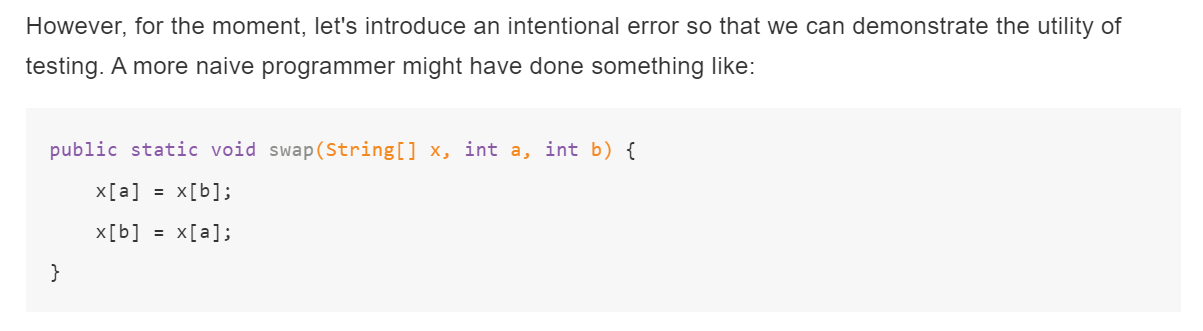 However, for the moment, let's introduce an intentional error so that we can demonstrate the utility of
testing. A more naive programmer might have done something like:
public static void swap(String[] x, int a, int b) {
    x[a] = x[b];
    x[b] = x[a];
}